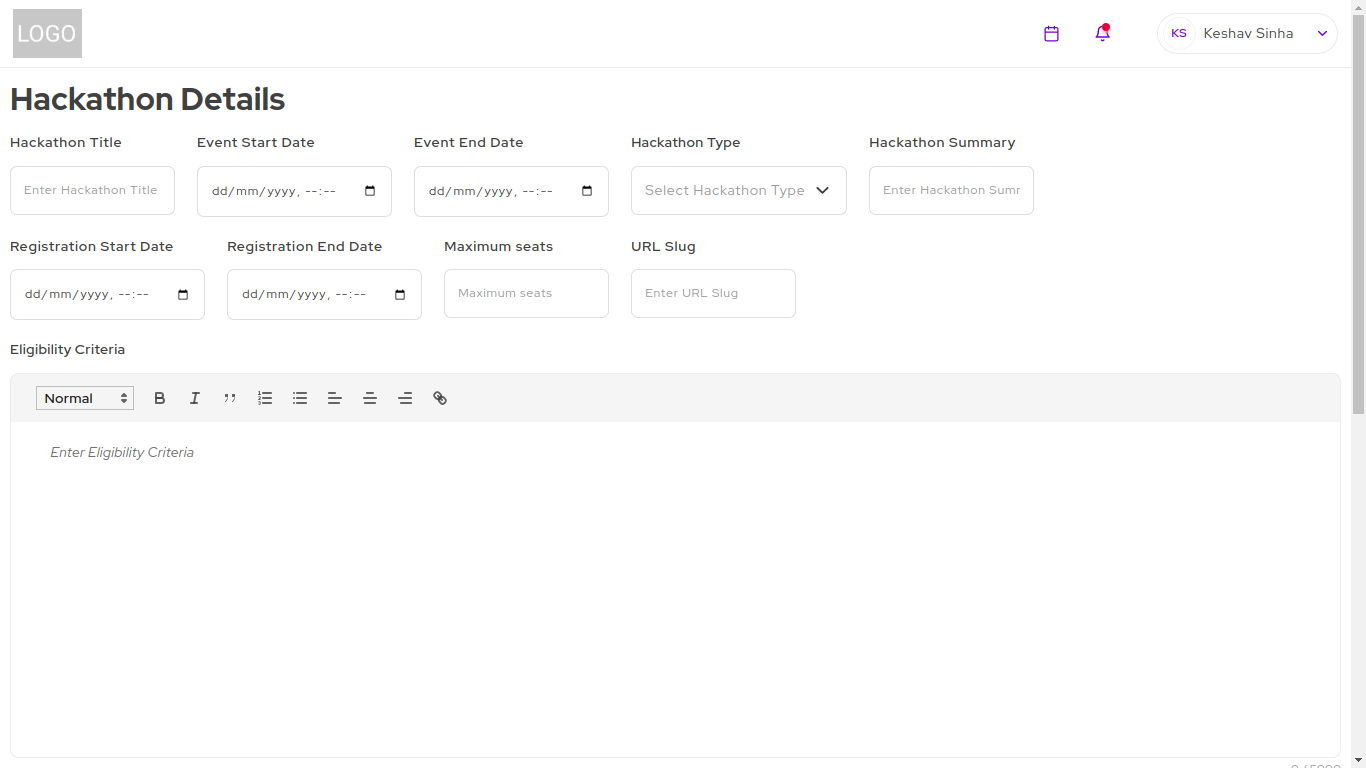 LOGO
KS Keshav Sinha
Hackathon Details
Hackathon Title Event Start Date Event End Date Hackathon Type Hackathon Summary
Enter Hackathon Title dd/mm/yyyy, --:-- dd/mm/yyyy, --:-- Select Hackathon Type Enter Hackathon Sumr
Registration Start Date Registration End Date Maximum seats URL Slug
dd/mm/yyyy, --:-- dd/mm/yyyy, --:-- Maximum seats Enter URL Slug
Eligibility Criteria
Normal
Enter Eligibility Criteria